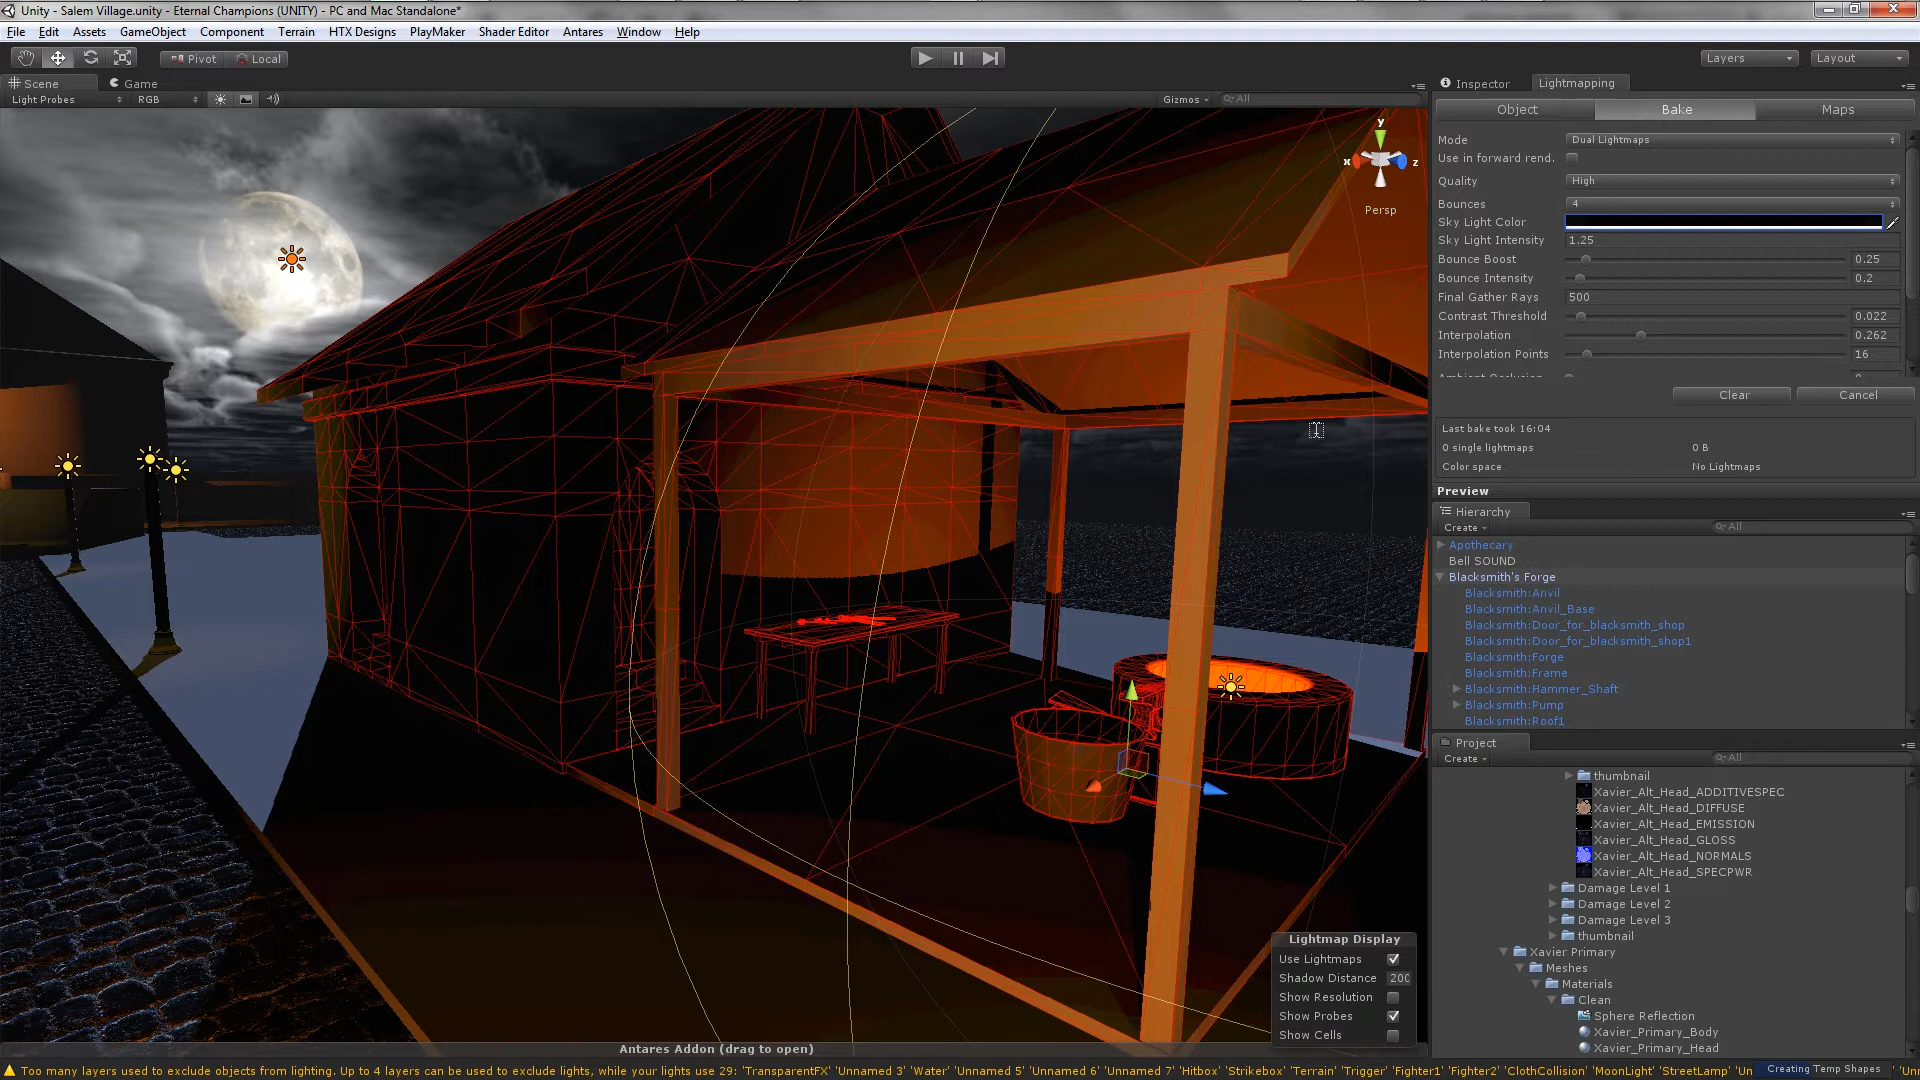 Unity - Salem Village.unity - Eternal Champions (UNITY) - PC and Mac Standalone*
File Edit Assets GameObject Component Terrain HTX Designs PlayMaker Shader Editor Antares Window Help
Pivot Local Layers Layout
Scene Game
Light Probes RGB Gizmos All
Inspector Lightmapping
Object Bake Maps
Mode Dual Lightmaps
Use in forward rend.
Quality High
Bounces 4
Sky Light Color
Sky Light Intensity 1.25
Bounce Boost 0.25
Bounce Intensity 0.2
Final Gather Rays 500
Contrast Threshold 0.022
Interpolation 0.262
Interpolation Points 16
Clear Cancel
Last bake took 16:04
0 single lightmaps 0 B
Color space No Lightmaps
Preview
Hierarchy
Create All
Apothecary
Bell SOUND
Blacksmith's Forge
Blacksmith:Anvil
Blacksmith:Anvil_Base
Blacksmith:Door_for_blacksmith_shop
Blacksmith:Door_for_blacksmith_shop1
Blacksmith:Forge
Blacksmith:Frame
Blacksmith:Hammer_Shaft
Blacksmith:Pump
Blacksmith:Roof1
Project
Create All
thumbnail
Xavier_Alt_Head_ADDITIVESPEC
Xavier_Alt_Head_DIFFUSE
Xavier_Alt_Head_EMISSION
Xavier_Alt_Head_GLOSS
Xavier_Alt_Head_NORMALS
Xavier_Alt_Head_SPECPWR
Damage Level 1
Damage Level 2
Damage Level 3
thumbnail
Xavier Primary
Meshes
Materials
Clean
Sphere Reflection
Xavier_Primary_Body
Xavier_Primary_Head
y
x z
Persp
Lightmap Display
Use Lightmaps
Shadow Distance 200
Show Resolution
Show Probes
Show Cells
Antares Addon (drag to open)
Too many layers used to exclude objects from lighting. Up to 4 layers can be used to exclude lights, while your lights use 29: 'TransparentFX' 'Unnamed 3' 'Water' 'Unnamed 5' 'Unnamed 6' 'Unnamed 7' 'Hitbox' 'Strikebox' 'Terrain' 'Trigger' 'Fighter1' 'Fighter2' 'ClothCollision' 'MoonLight' 'StreetLamp' 'Un
Creating Temp Shapes